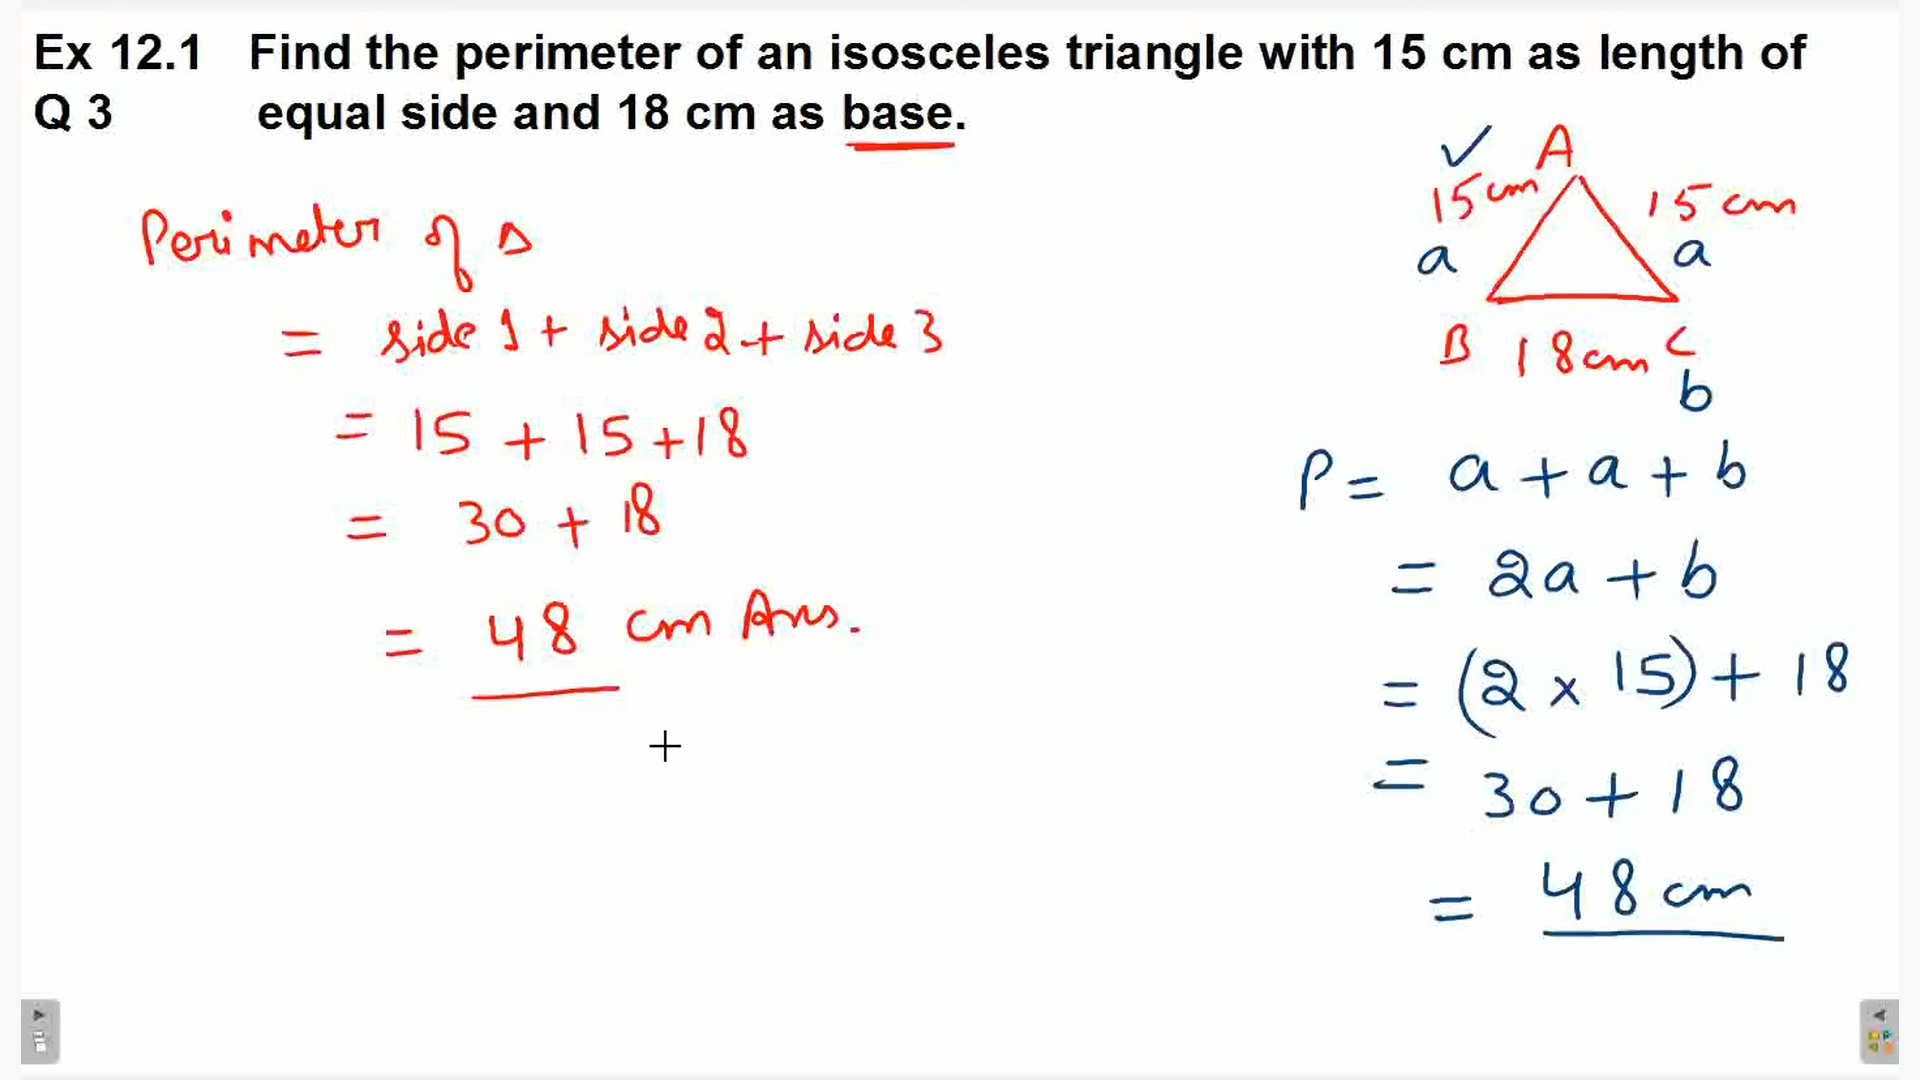 Ex 12.1 Find the perimeter of an isosceles triangle with 15 cm as length of
Q 3 equal side and 18 cm as base.
Perimeter of Δ
= side 1 + side 2 + side 3
= 15 + 15 + 18
= 30 + 18
= 48 cm Ans.
✓ A
15 cm 15 cm
a a
B 18 cm C
b
P = a + a + b
= 2a + b
= (2 × 15) + 18
= 30 + 18
= 48 cm